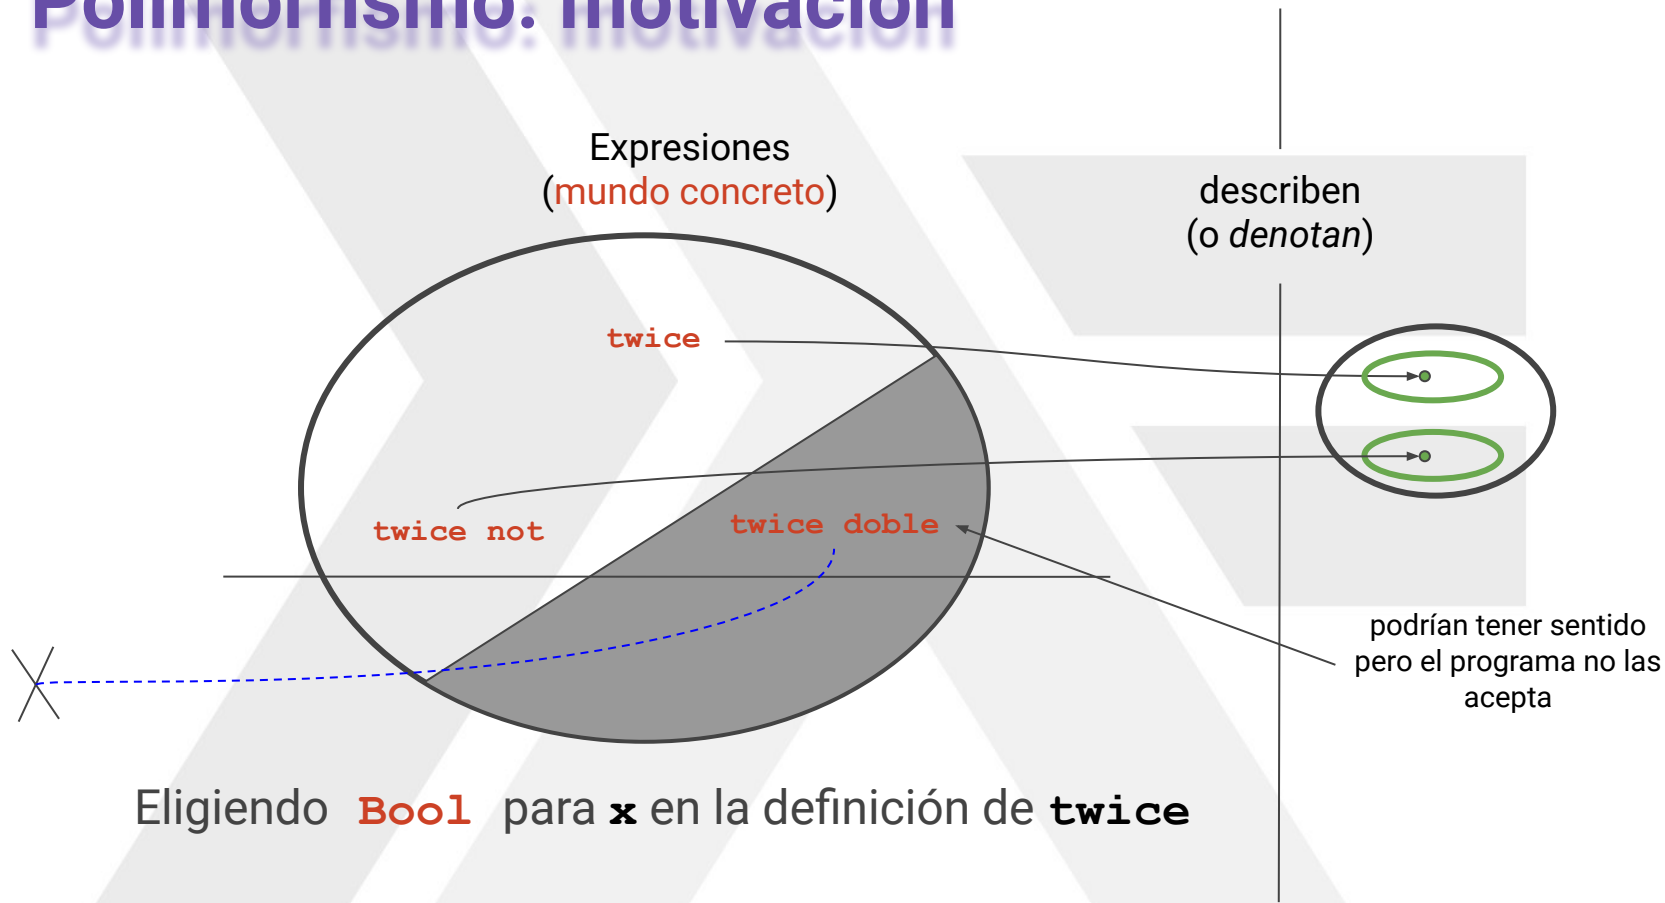 Polimorfismo: motivación
Expresiones
(mundo concreto)
describen
(o denotan)
twice
twice not
twice doble
podrían tener sentido
pero el programa no las
acepta
Eligiendo Bool para x en la definición de twice